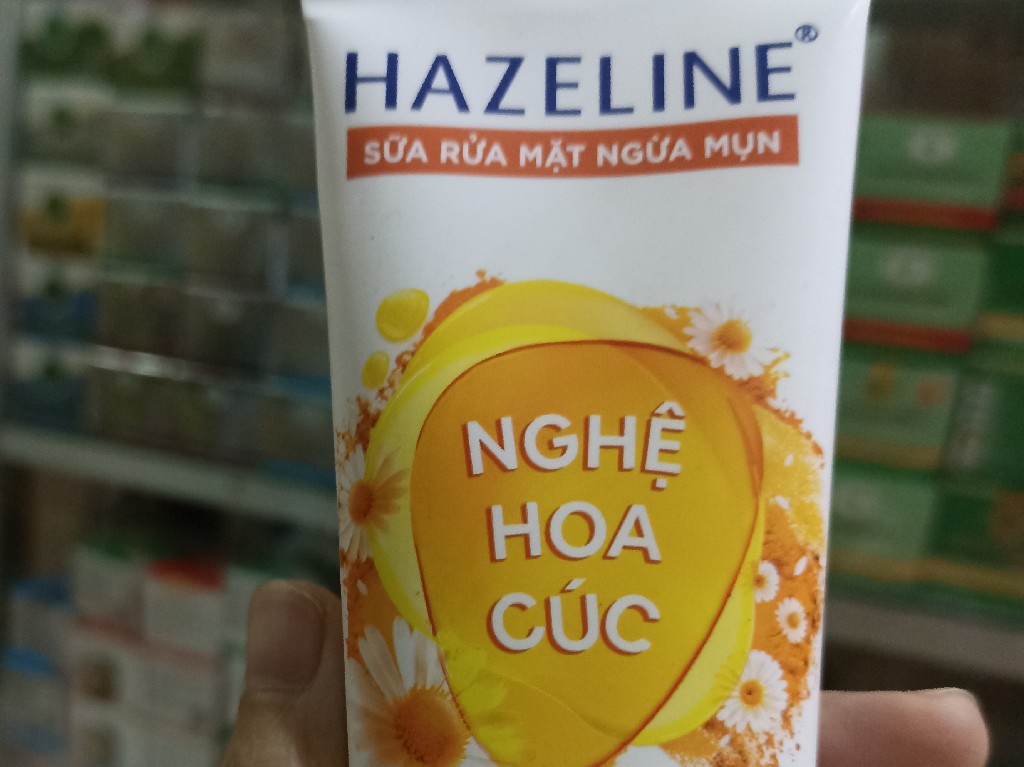 HAZELINE®
SỮA RỬA MẶT NGỪA MỤN
NGHỆ
HOA
CÚC